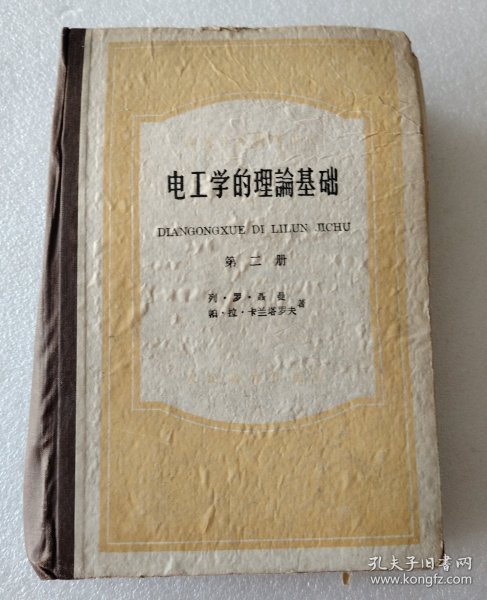 电工学的理論基础
DIANGONGXUE DI LILUN JICHU
第二册
列·罗·聂曼
帕·拉·卡兰塔罗夫
著
孔夫子旧书网
www.kongfz.com